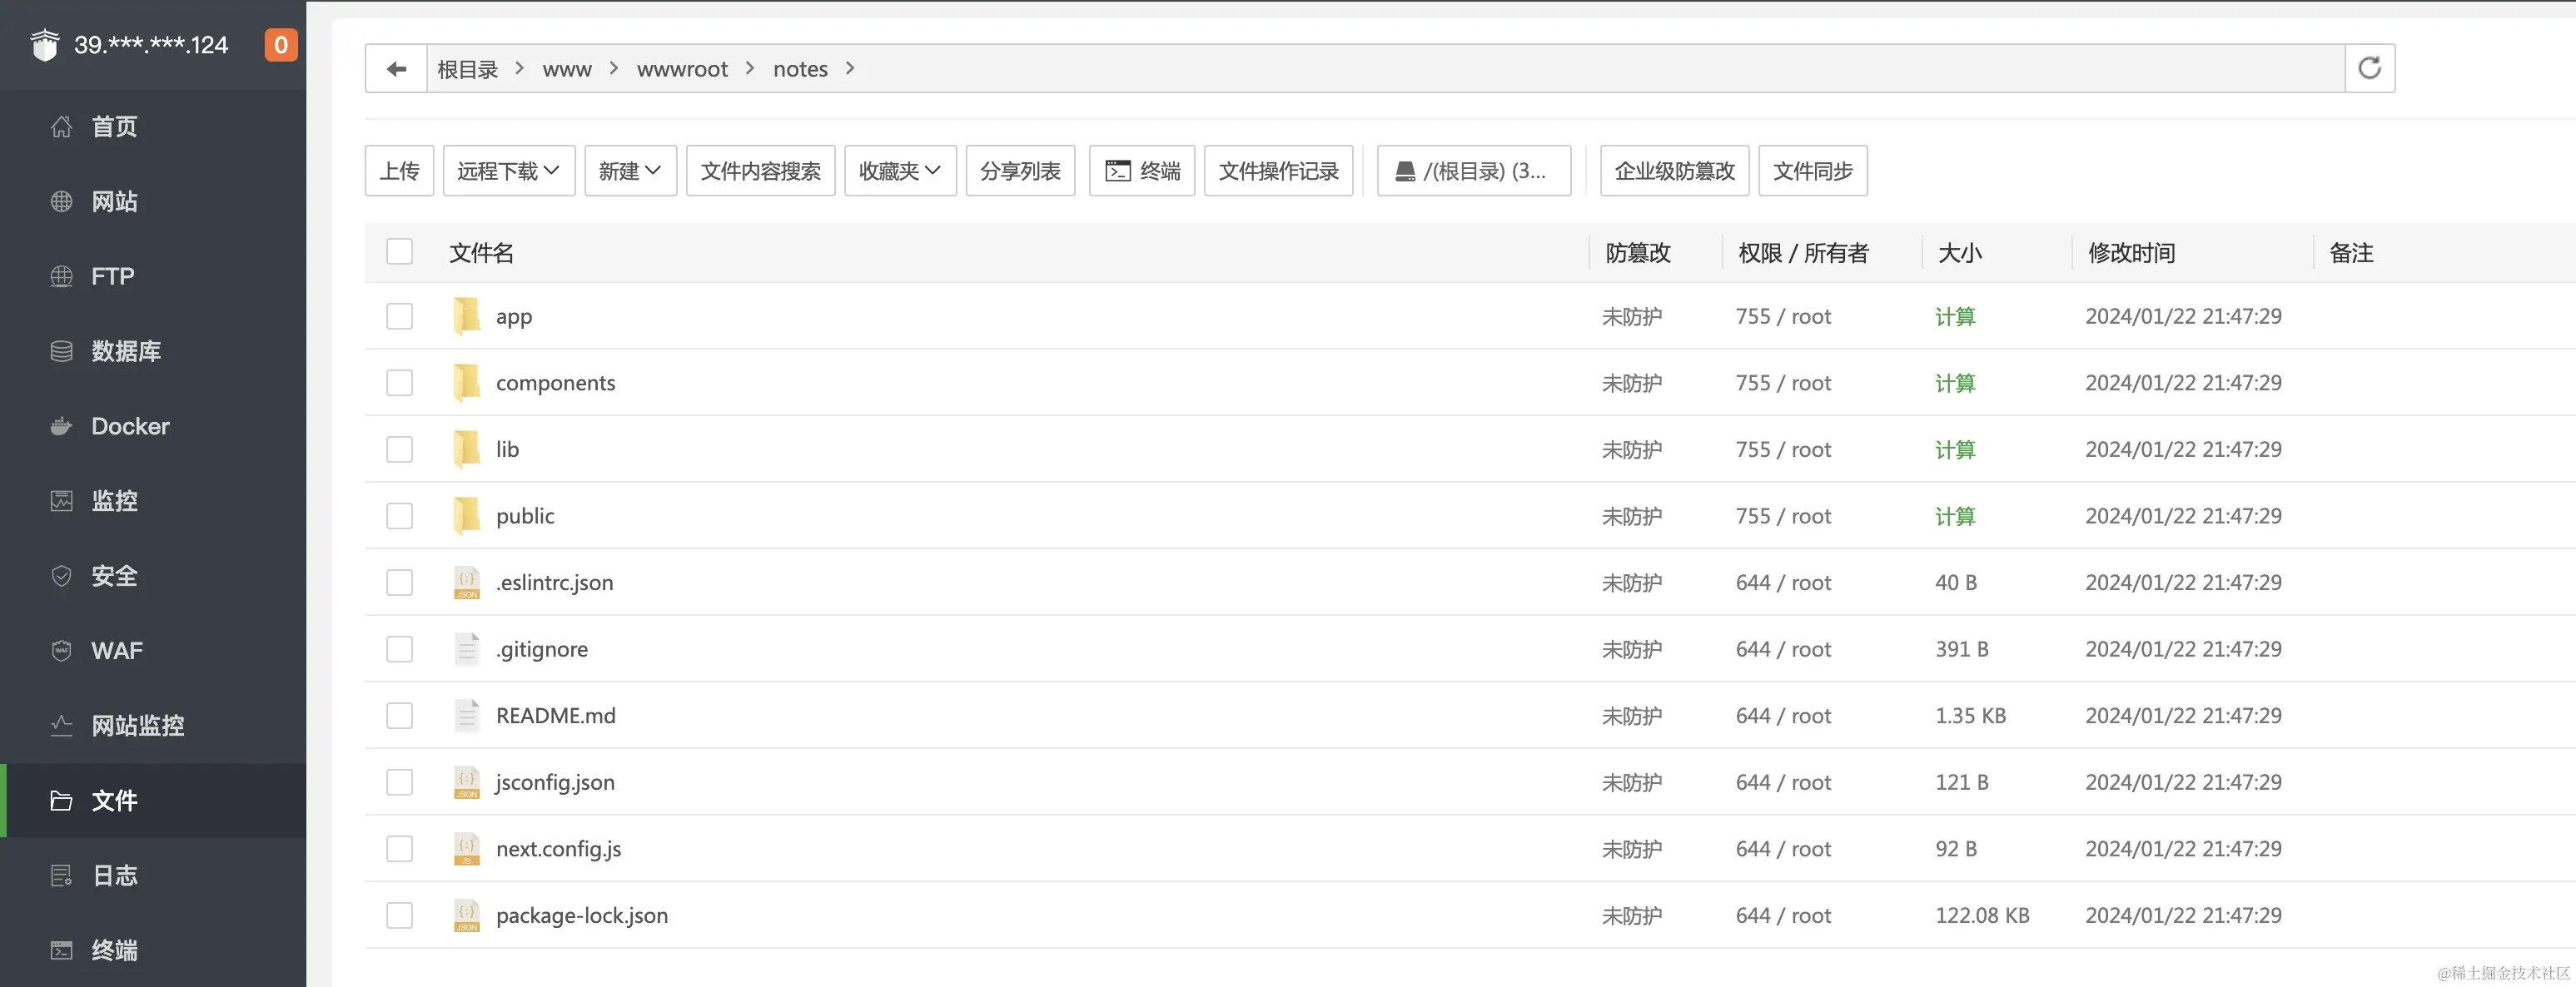 39.***.***.124 0
首页
网站
FTP
数据库
Docker
监控
安全
WAF
网站监控
文件
日志
终端
根目录 > www > wwwroot > notes >
上传 远程下载 新建 文件内容搜索 收藏夹 分享列表 终端 文件操作记录 /(根目录) (3... 企业级防篡改 文件同步
文件名 防篡改 权限 / 所有者 大小 修改时间 备注
app 未防护 755 / root 计算 2024/01/22 21:47:29
components 未防护 755 / root 计算 2024/01/22 21:47:29
lib 未防护 755 / root 计算 2024/01/22 21:47:29
public 未防护 755 / root 计算 2024/01/22 21:47:29
JSON .eslintrc.json 未防护 644 / root 40 B 2024/01/22 21:47:29
.gitignore 未防护 644 / root 391 B 2024/01/22 21:47:29
README.md 未防护 644 / root 1.35 KB 2024/01/22 21:47:29
JSON jsconfig.json 未防护 644 / root 121 B 2024/01/22 21:47:29
JS next.config.js 未防护 644 / root 92 B 2024/01/22 21:47:29
JSON package-lock.json 未防护 644 / root 122.08 KB 2024/01/22 21:47:29
@稀土掘金技术社区